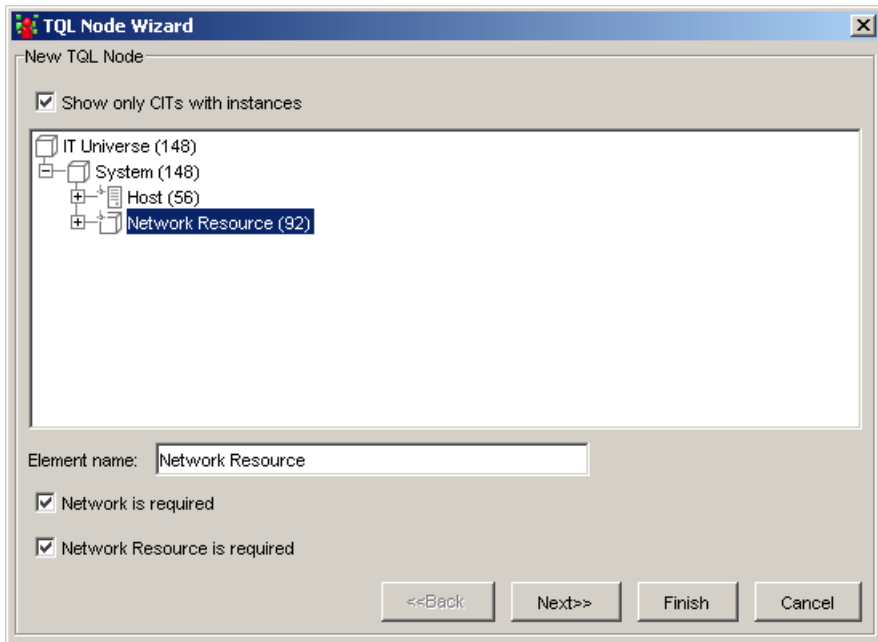 TQL Node Wizard
New TQL Node
Show only CITs with instances
IT Universe (148)
System (148)
Host (56)
Network Resource (92)
Element name: Network Resource
Network is required
Network Resource is required
<<Back Next>> Finish Cancel